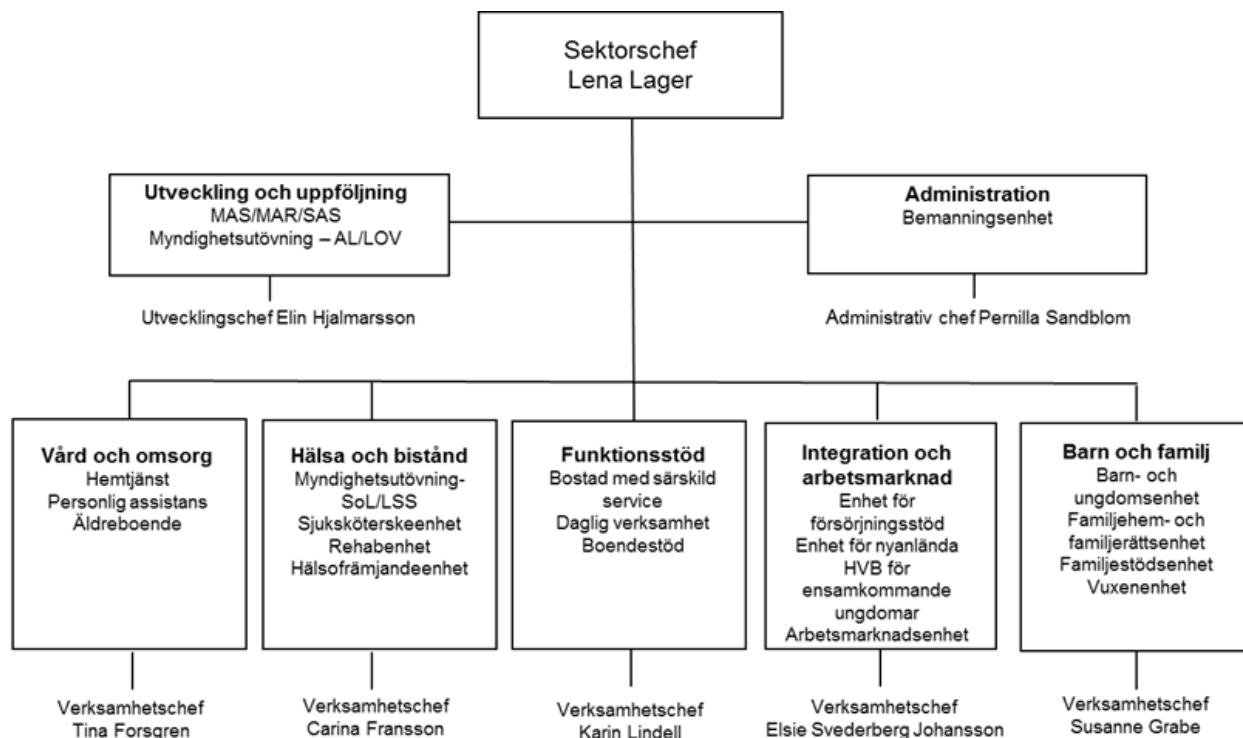 Sektorschef
Lena Lager
Utveckling och uppföljning
MAS/MAR/SAS
Myndighetsutövning – AL/LOV
Administration
Bemanningsenhet
Utvecklingschef Elin Hjalmarsson
Administrativ chef Pernilla Sandblom
Vård och omsorg
Hemtjänst
Personlig assistans
Äldreboende
Hälsa och bistånd
Myndighetsutövning-
SoL/LSS
Sjuksköterskeenhet
Rehabenhet
Hälsofrämjandeenhet
Funktionsstöd
Bostad med särskild
service
Daglig verksamhet
Boendestöd
Integration och
arbetsmarknad
Enhet för
försörjningsstöd
Enhet för nyanlända
HVB för
ensamkommande
ungdomar
Arbetsmarknadsenhet
Barn och familj
Barn- och
ungdomsenhet
Familjehem- och
familjerättsenhet
Familjestödsenhet
Vuxenenhet
Verksamhetschef
Tina Forsgren
Verksamhetschef
Carina Fransson
Verksamhetschef
Karin Lindell
Verksamhetschef
Elsie Svederberg Johansson
Verksamhetschef
Susanne Grabe